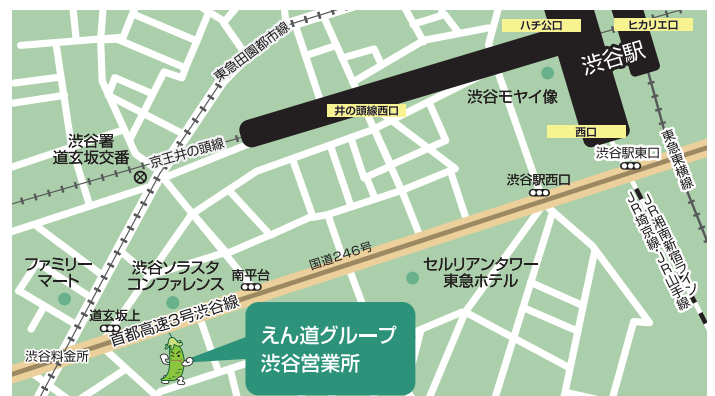 ハチ公口
ヒカリエ口
渋谷駅
東急田園都市線
渋谷モヤイ像
井の頭線西口
西口
渋谷署
道玄坂交番
京王井の頭線
渋谷駅東口
東急東横線
渋谷駅西口
JR湘南新宿ライン
JR埼京線 JR山手線
国道246号
ファミリー
マート
渋谷ソラスタ
コンファレンス
南平台
セルリアンタワー
東急ホテル
道玄坂上
首都高速3号渋谷線
渋谷料金所
えん道グループ
渋谷営業所